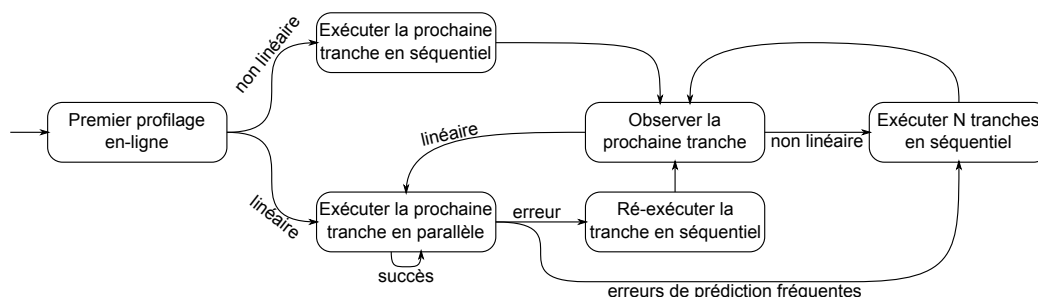 Exécuter la prochaine
tranche en séquentiel
non linéaire
Premier profilage
en-ligne
linéaire
Observer la
prochaine tranche
non linéaire
Exécuter N tranches
en séquentiel
linéaire
Exécuter la prochaine
tranche en parallèle
erreur
Ré-exécuter la
tranche en séquentiel
succès
erreurs de prédiction fréquentes